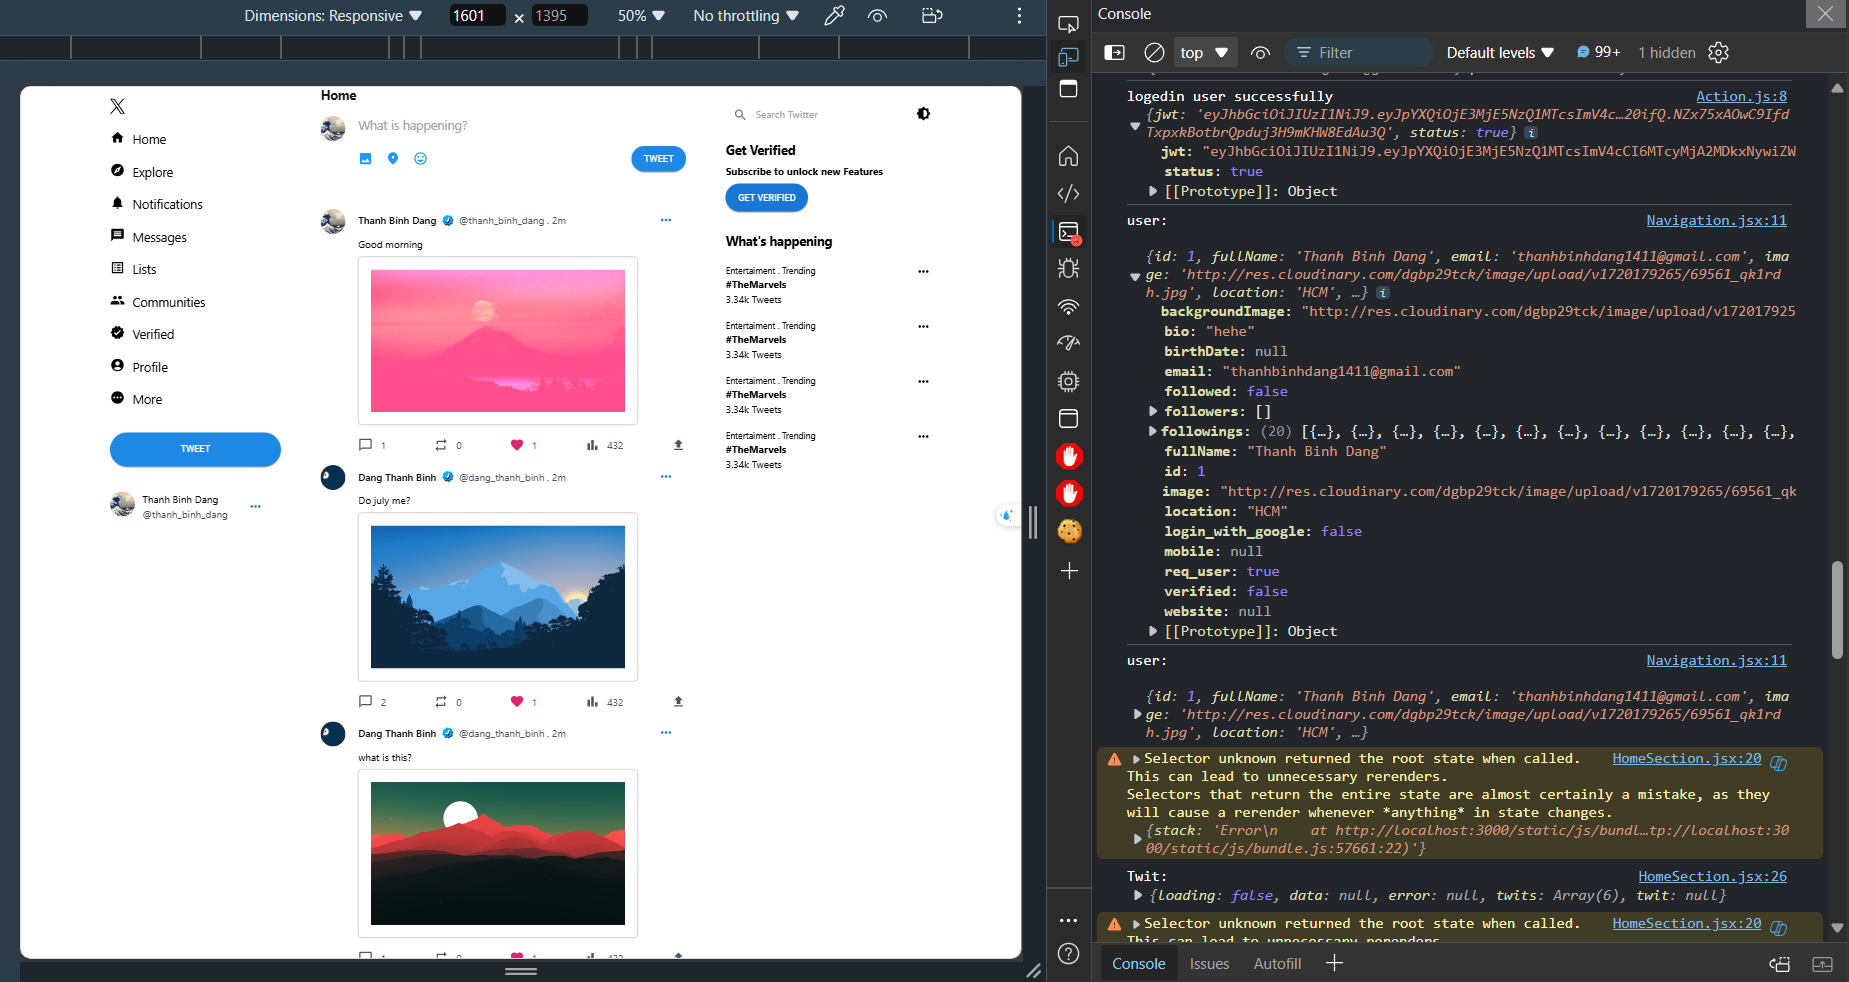 Dimensions: Responsive ▼ 1601 × 1395 50% ▼ No throttling ▼
Home
What is happening?
TWEET
Home
Explore
Notifications
Messages
Lists
Communities
Verified
Profile
More
TWEET
Thanh Binh Dang
@thanh_binh_dang
Thanh Binh Dang @thanh_binh_dang . 2m
Good morning
1 0 1 432
Dang Thanh Binh @dang_thanh_binh . 2m
Do july me?
2 0 1 432
Dang Thanh Binh @dang_thanh_binh . 2m
what is this?
1 0 1 432
Search Twitter
Get Verified
Subscribe to unlock new Features
GET VERIFIED
What's happening
Entertaiment . Trending
#TheMarvels
3.34k Tweets
Entertaiment . Trending
#TheMarvels
3.34k Tweets
Entertaiment . Trending
#TheMarvels
3.34k Tweets
Entertaiment . Trending
#TheMarvels
3.34k Tweets
Console
top ▼ Filter Default levels ▼ 99+ 1 hidden
logedin user successfully Action.js:8
{jwt: 'eyJhbGciOiJIUzI1NiJ9.eyJpYXQiOjE3MjE5NzQ1MTcsImV4c…20ifQ.NZx75xAOwC9Ifd
TxpxkBotbrQpduj3H9mKHW8EdAu3Q', status: true}
jwt: "eyJhbGciOiJIUzI1NiJ9.eyJpYXQiOjE3MjE5NzQ1MTcsImV4cCI6MTcyMjA2MDkxNywiZW
status: true
[[Prototype]]: Object
user: Navigation.jsx:11
{id: 1, fullName: 'Thanh Binh Dang', email: 'thanhbinhdang1411@gmail.com', ima
ge: 'http://res.cloudinary.com/dgbp29tck/image/upload/v1720179265/69561_qk1rd
h.jpg', location: 'HCM', …}
backgroundImage: "http://res.cloudinary.com/dgbp29tck/image/upload/v172017925
bio: "hehe"
birthDate: null
email: "thanhbinhdang1411@gmail.com"
followed: false
followers: []
followings: (20) [{…}, {…}, {…}, {…}, {…}, {…}, {…}, {…}, {…}, {…}, {…}, {…},
fullName: "Thanh Binh Dang"
id: 1
image: "http://res.cloudinary.com/dgbp29tck/image/upload/v1720179265/69561_qk
location: "HCM"
login_with_google: false
mobile: null
req_user: true
verified: false
website: null
[[Prototype]]: Object
user: Navigation.jsx:11
{id: 1, fullName: 'Thanh Binh Dang', email: 'thanhbinhdang1411@gmail.com', ima
ge: 'http://res.cloudinary.com/dgbp29tck/image/upload/v1720179265/69561_qk1rd
h.jpg', location: 'HCM', …}
Selector unknown returned the root state when called. HomeSection.jsx:20
This can lead to unnecessary rerenders.
Selectors that return the entire state are almost certainly a mistake, as they
will cause a rerender whenever *anything* in state changes.
{stack: 'Error\n    at http://localhost:3000/static/js/bundl…tp://localhost:30
00/static/js/bundle.js:57661:22)'}
Twit: HomeSection.jsx:26
{loading: false, data: null, error: null, twits: Array(6), twit: null}
Selector unknown returned the root state when called. HomeSection.jsx:20
This can lead to unnecessary rerenders.
Console Issues Autofill